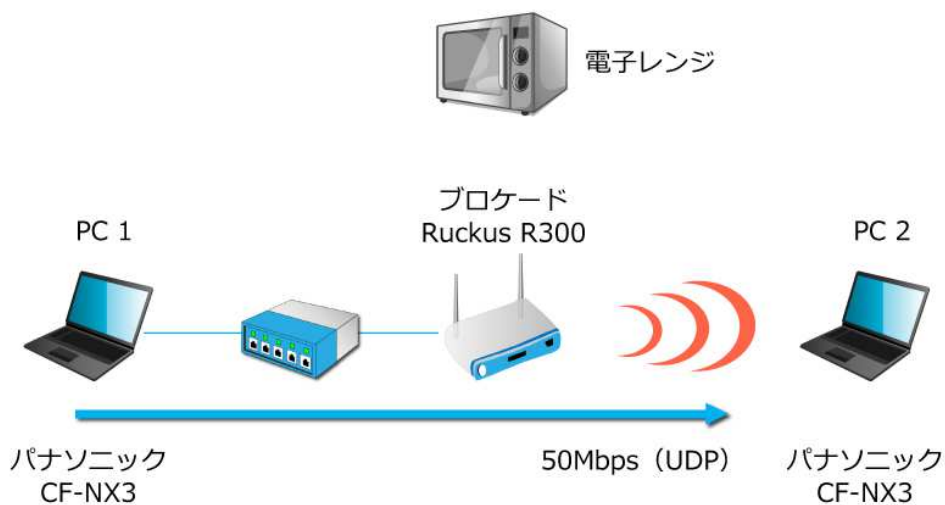 電子レンジ
ブロケード
Ruckus R300
PC 1
PC 2
50Mbps（UDP）
パナソニック
CF-NX3
パナソニック
CF-NX3